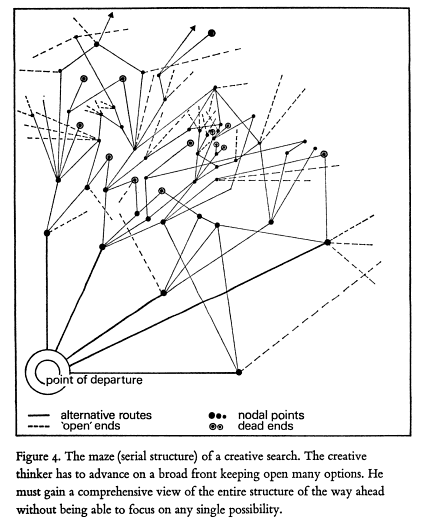 point of departure
alternative routes
'open' ends
nodal points
dead ends
Figure 4. The maze (serial structure) of a creative search. The creative
thinker has to advance on a broad front keeping open many options. He
must gain a comprehensive view of the entire structure of the way ahead
without being able to focus on any single possibility.